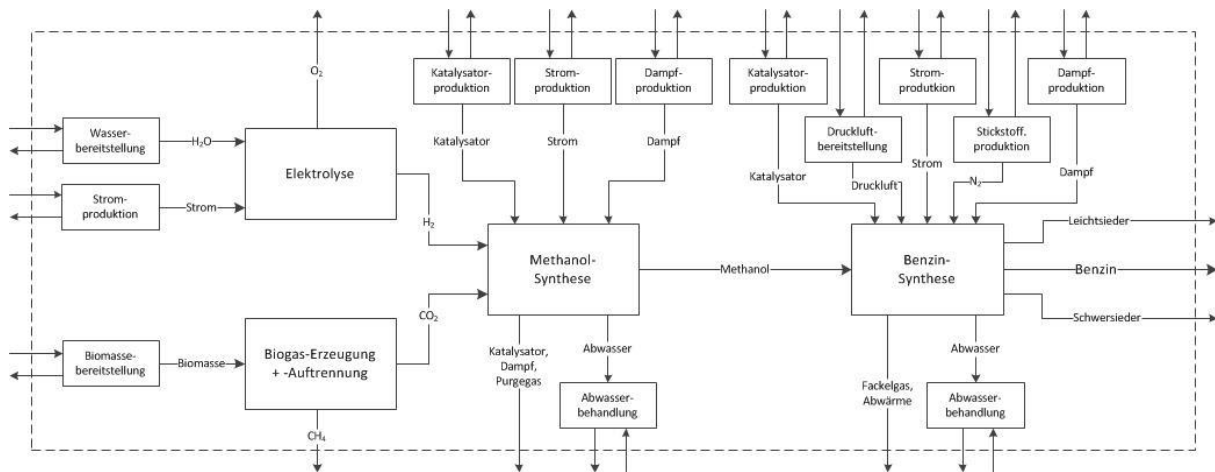 O₂
Katalysator-
produktion
Strom-
produktion
Dampf-
produktion
Katalysator-
produktion
Strom-
produtkion
Dampf-
produktion
Druckluft-
bereitstellung
Stickstoff.
produktion
Wasser-
bereitstellung
H₂O
Elektrolyse
Katalysator
Strom
Dampf
Katalysator
Druckluft
Strom
N₂
Dampf
Strom-
produktion
Strom
H₂
Methanol-
Synthese
Methanol
Benzin-
Synthese
Leichtsieder
Benzin
Schwersieder
CO₂
Biomasse-
bereitstellung
Biomasse
Biogas-Erzeugung
+ -Auftrennung
CH₄
Katalysator,
Dampf,
Purgegas
Abwasser
Abwasser-
behandlung
Fackelgas,
Abwärme
Abwasser
Abwasser-
behandlung